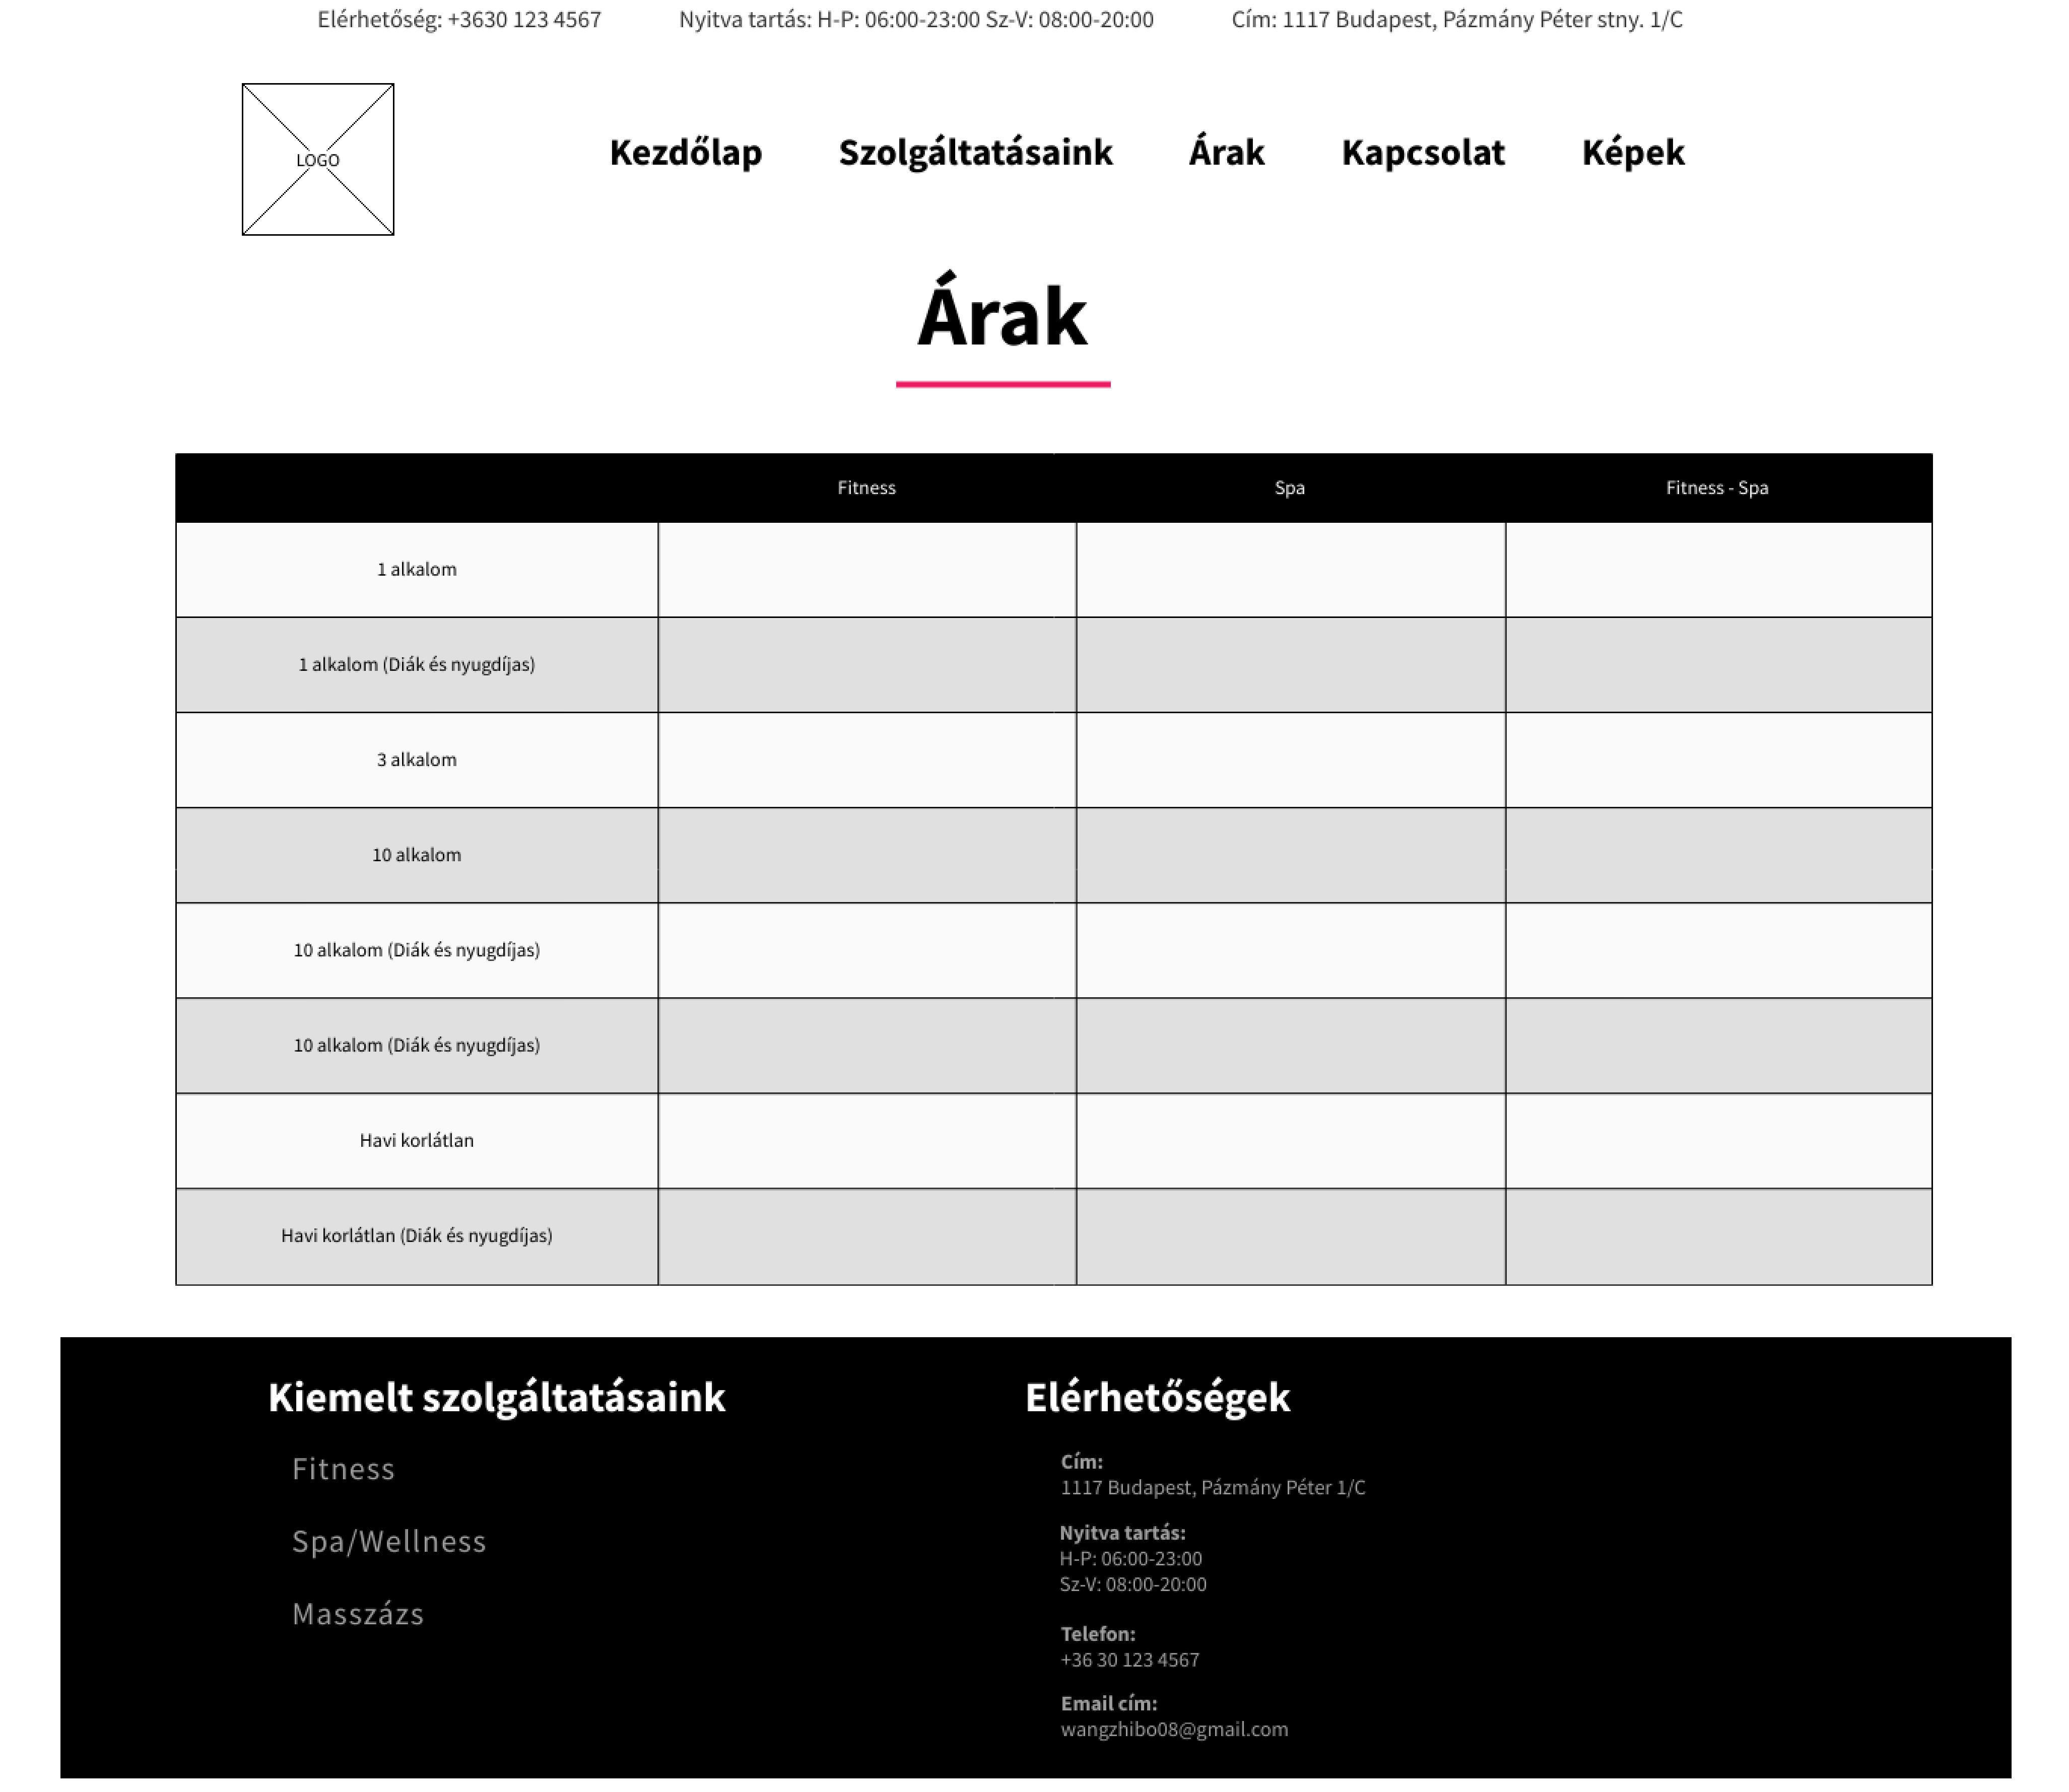 Elérhetőség: +3630 123 4567 Nyitva tartás: H-P: 06:00-23:00 Sz-V: 08:00-20:00 Cím: 1117 Budapest, Pázmány Péter stny. 1/C
LOGO
Kezdőlap Szolgáltatásaink Árak Kapcsolat Képek
Árak
Fitness Spa Fitness - Spa
1 alkalom
1 alkalom (Diák és nyugdíjas)
3 alkalom
10 alkalom
10 alkalom (Diák és nyugdíjas)
10 alkalom (Diák és nyugdíjas)
Havi korlátlan
Havi korlátlan (Diák és nyugdíjas)
Kiemelt szolgáltatásaink
Fitness
Spa/Wellness
Masszázs
Elérhetőségek
Cím:
1117 Budapest, Pázmány Péter 1/C
Nyitva tartás:
H-P: 06:00-23:00
Sz-V: 08:00-20:00
Telefon:
+36 30 123 4567
Email cím:
wangzhibo08@gmail.com